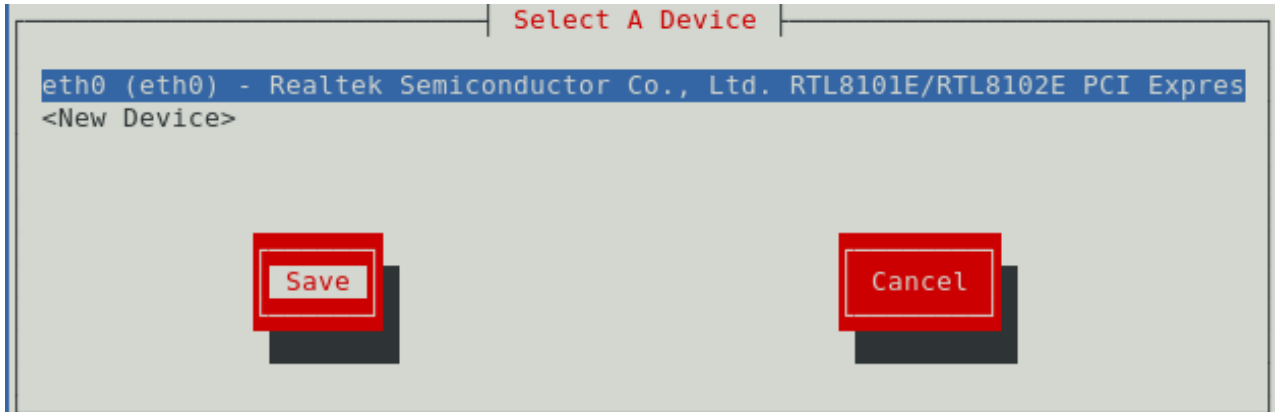 Select A Device
eth0 (eth0) - Realtek Semiconductor Co., Ltd. RTL8101E/RTL8102E PCI Expres
<New Device>
Save Cancel